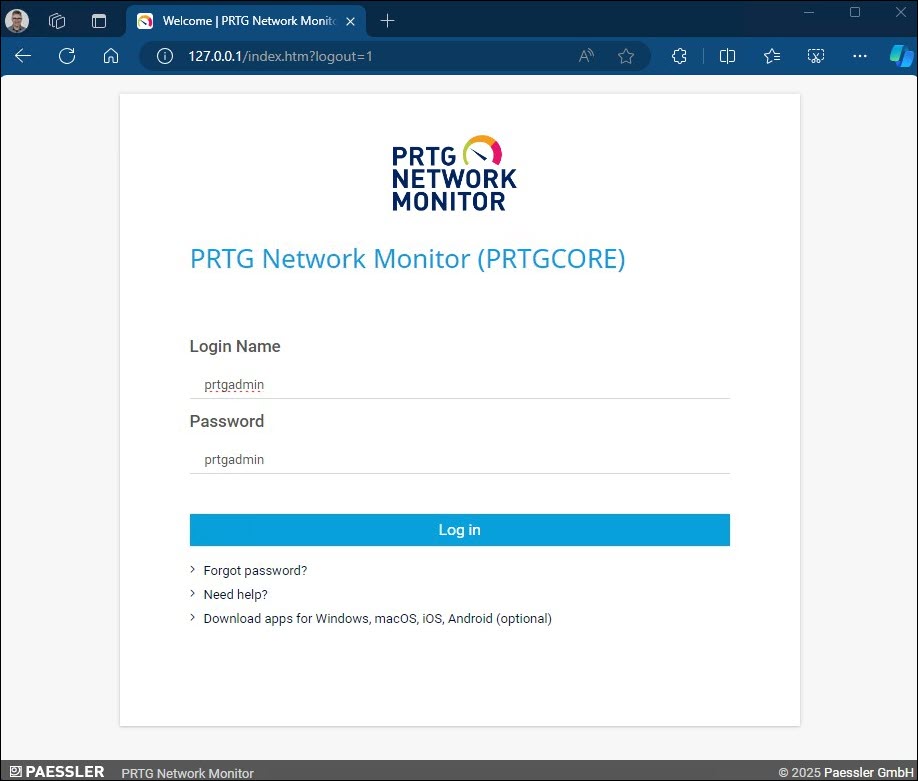 Welcome | PRTG Network Monito
127.0.0.1/index.htm?logout=1
PRTG
NETWORK
MONITOR
PRTG Network Monitor (PRTGCORE)
Login Name
prtgadmin
Password
prtgadmin
Log in
Forgot password?
Need help?
Download apps for Windows, macOS, iOS, Android (optional)
PAESSLER PRTG Network Monitor © 2025 Paessler GmbH